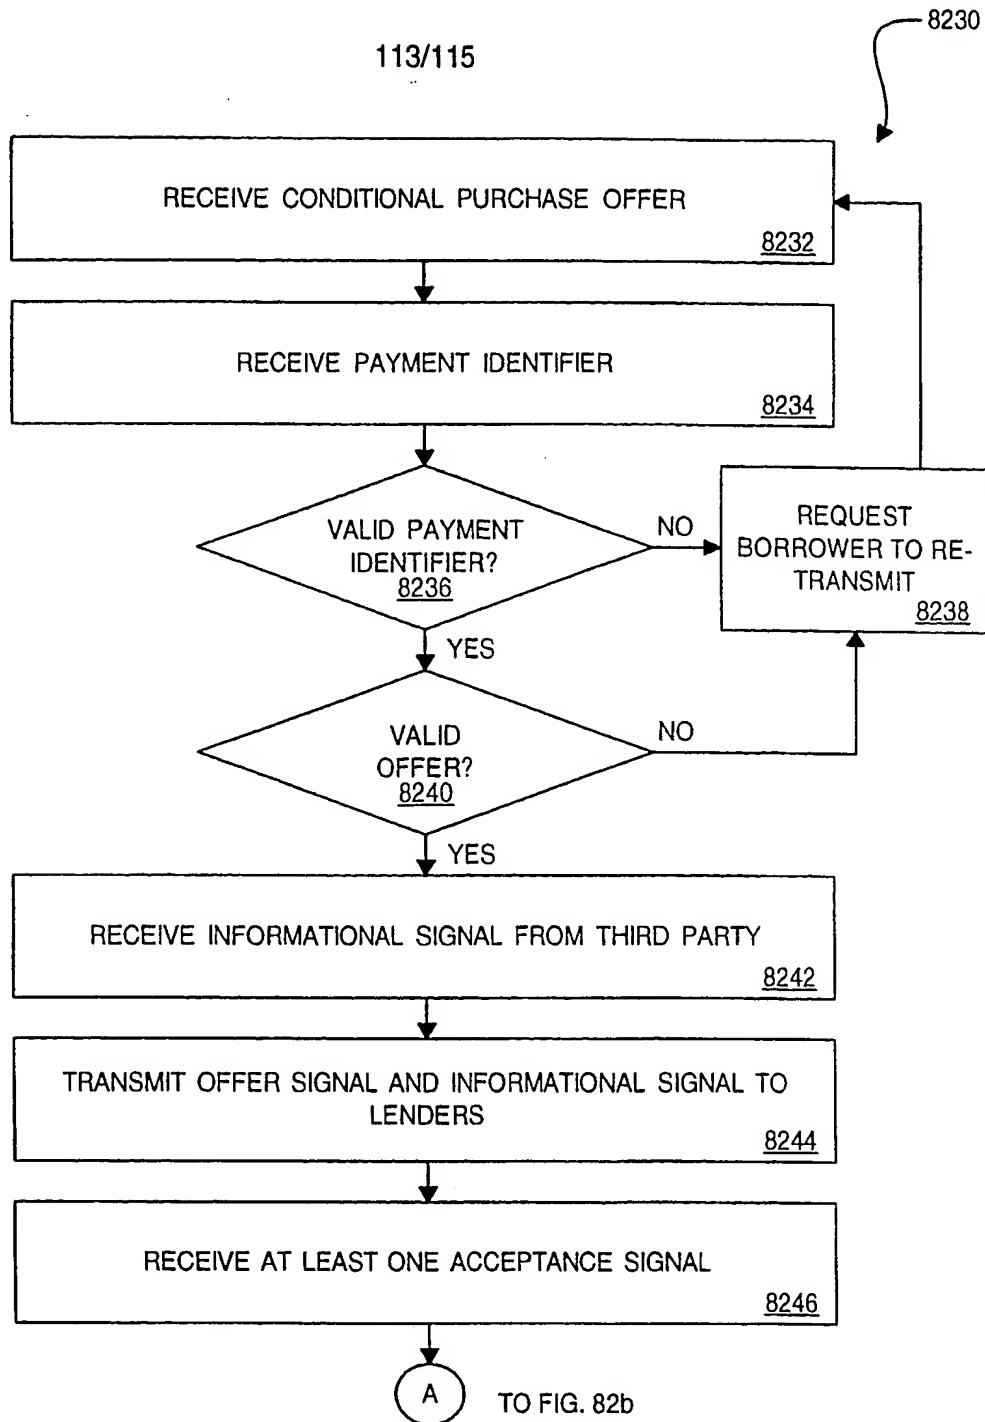 8230
113/115
RECEIVE CONDITIONAL PURCHASE OFFER
8232
RECEIVE PAYMENT IDENTIFIER
8234
VALID PAYMENT
IDENTIFIER?
8236
NO
REQUEST
BORROWER TO RE-
TRANSMIT
8238
YES
VALID
OFFER?
8240
NO
YES
RECEIVE INFORMATIONAL SIGNAL FROM THIRD PARTY
8242
TRANSMIT OFFER SIGNAL AND INFORMATIONAL SIGNAL TO
LENDERS
8244
RECEIVE AT LEAST ONE ACCEPTANCE SIGNAL
8246
A
TO FIG. 82b